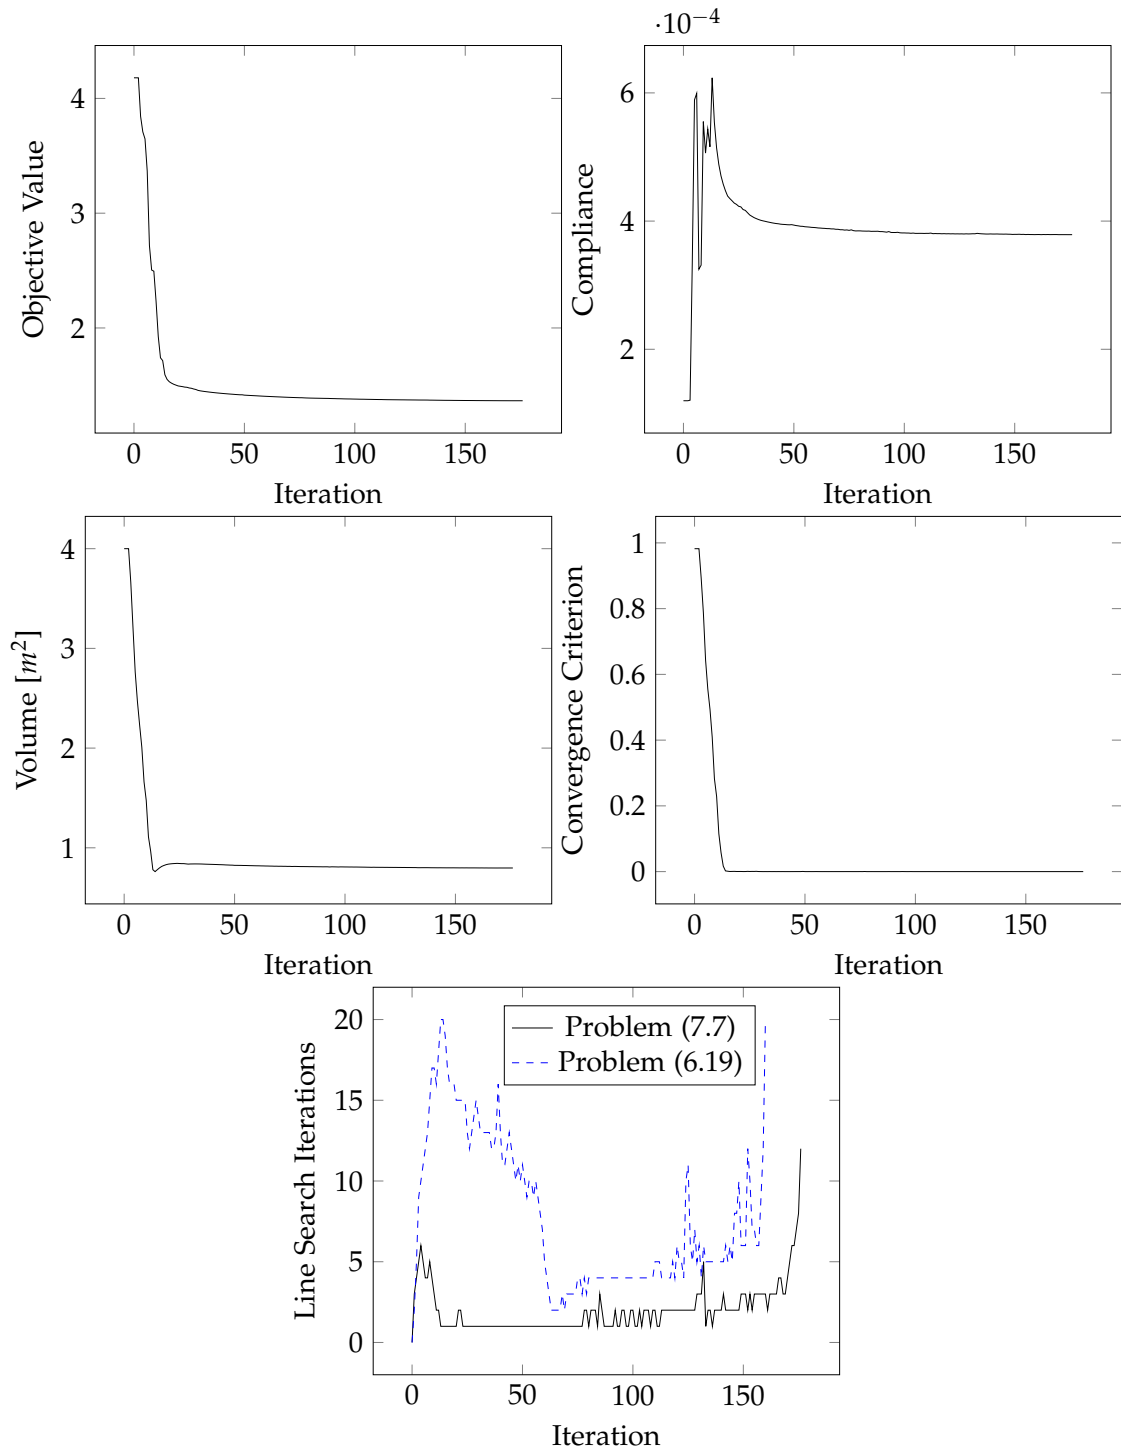 Objective Value
4
3
2
0 50 100 150
Iteration
·10−4
Compliance
6
4
2
0 50 100 150
Iteration
Volume [m2]
4
3
2
1
0 50 100 150
Iteration
Convergence Criterion
1
0.8
0.6
0.4
0.2
0
0 50 100 150
Iteration
Line Search Iterations
20
15
10
5
0
Problem (7.7)
Problem (6.19)
0 50 100 150
Iteration